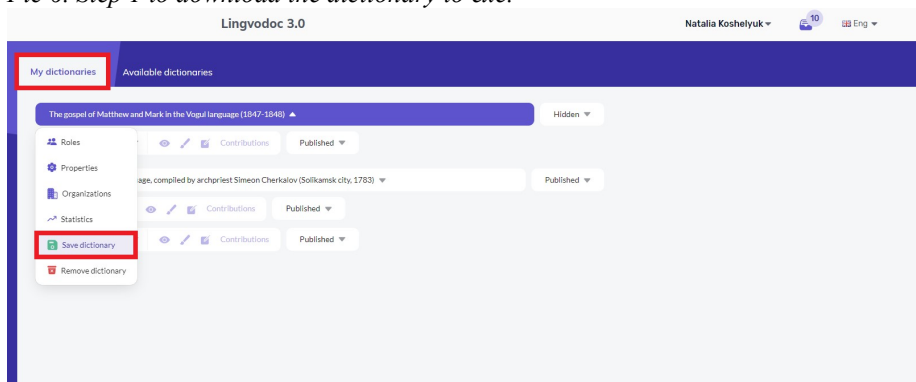 Pic 6. Step 1 to download the dictionary to cite.
Lingvodoc 3.0
Natalia Koshelyuk
10
Eng
My dictionaries
Available dictionaries
The gospel of Matthew and Mark in the Vogul language (1847-1848)
Hidden
Roles
Contributions
Published
Properties
age, compiled by archpriest Simeon Cherkalov (Solikamsk city, 1783)
Published
Organizations
Contributions
Published
Statistics
Save dictionary
Contributions
Published
Remove dictionary